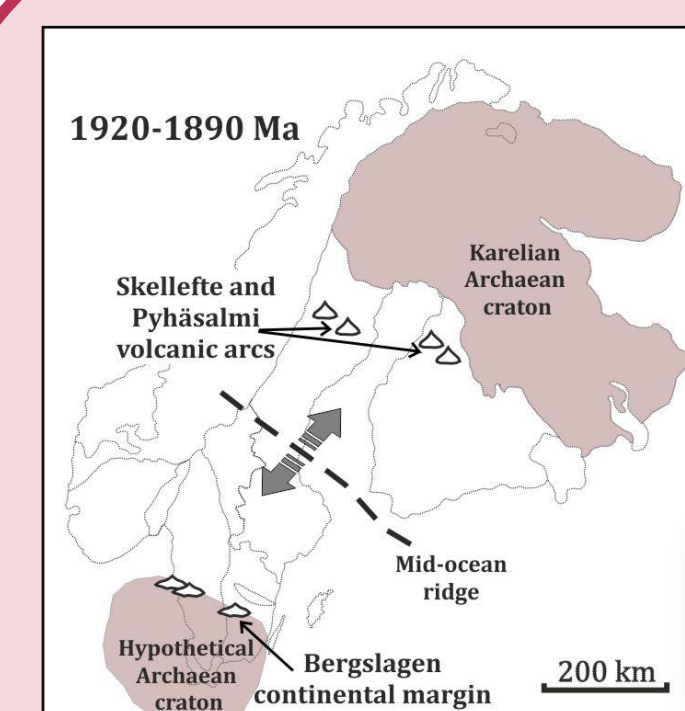 1920-1890 Ma
Karelian
Archaean
craton
Skellefte and
Pyhäsalmi
volcanic arcs
Mid-ocean
ridge
Hypothetical
Archaean
craton
Bergslagen
continental margin
200 km